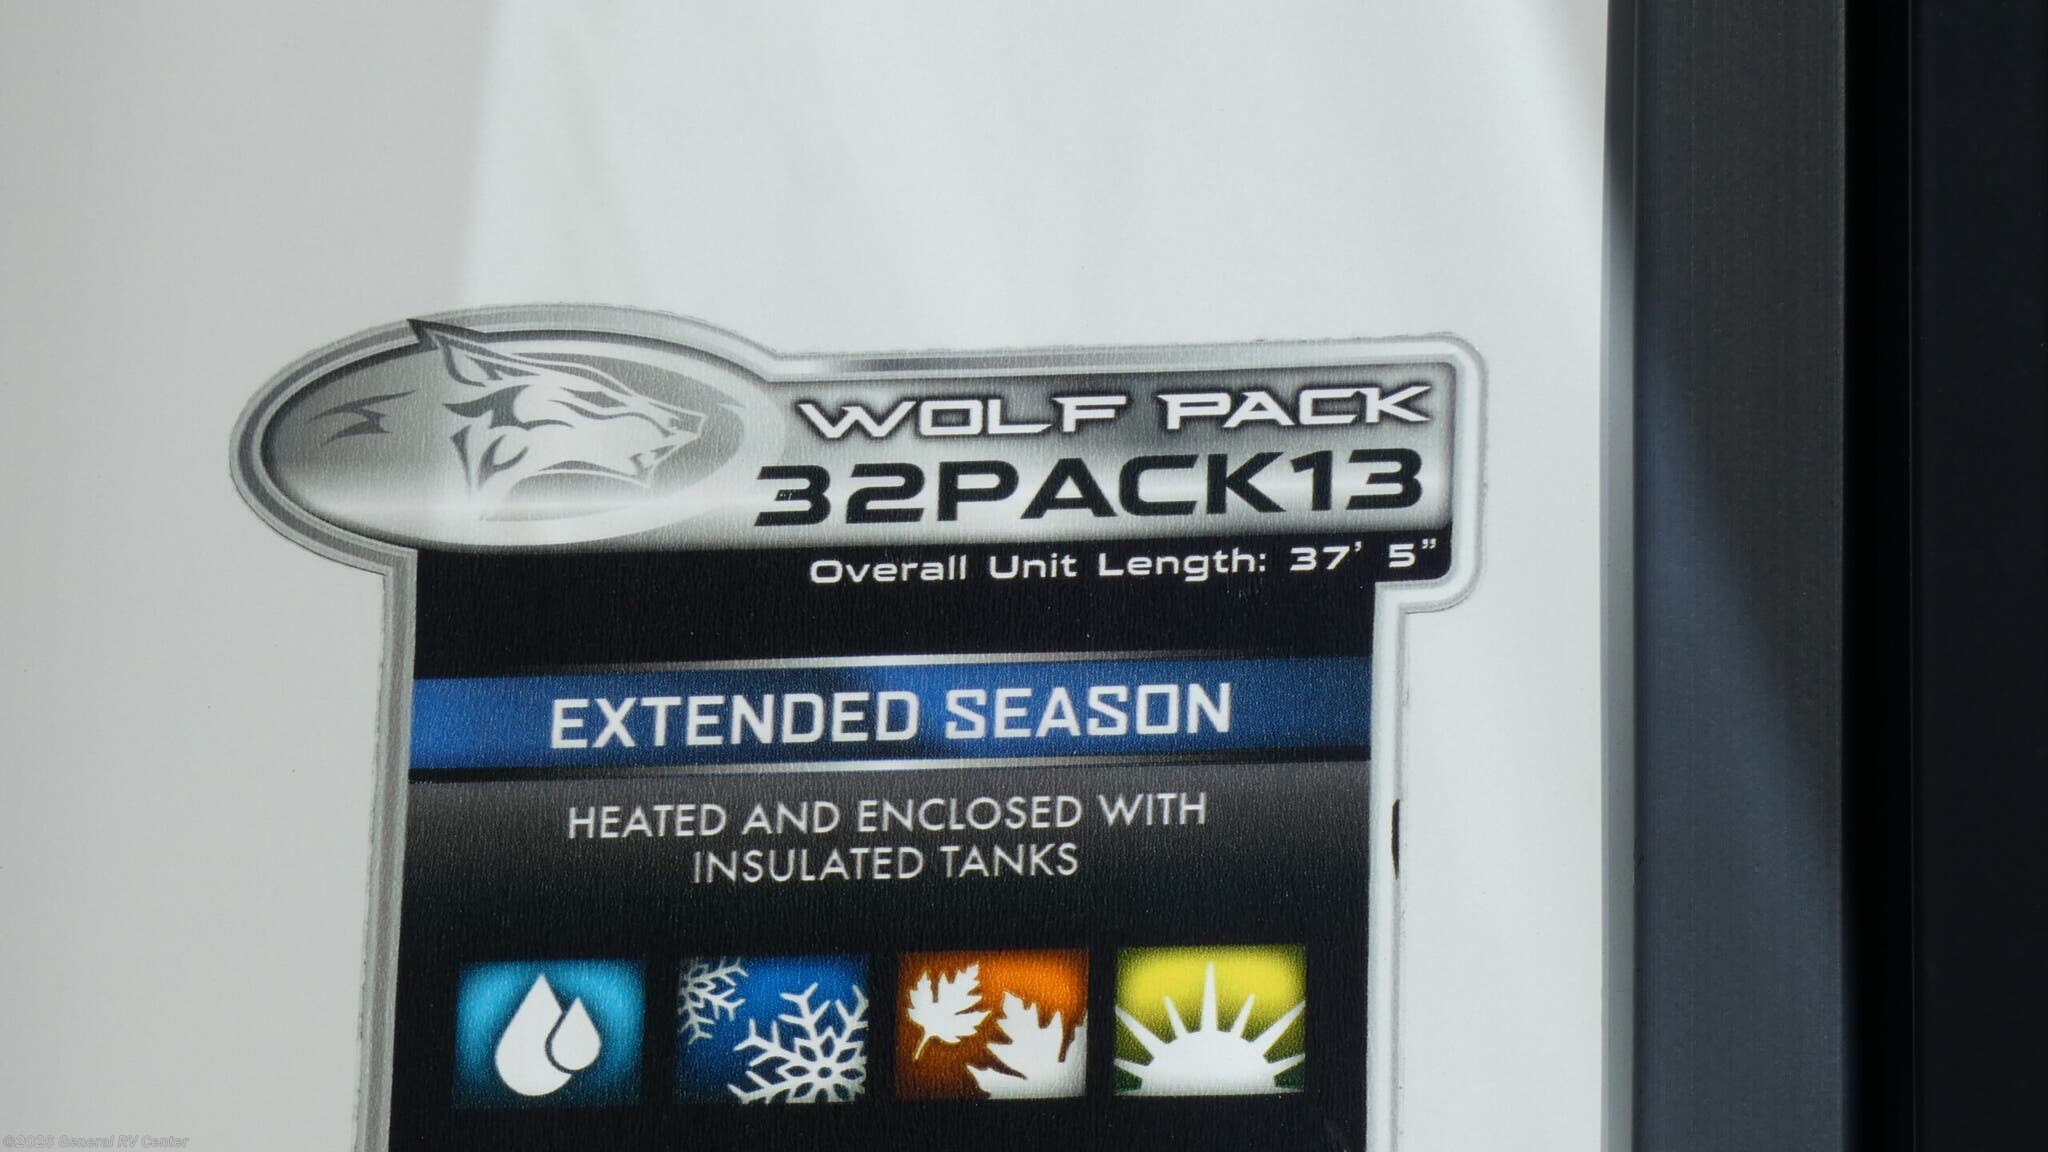 WOLF PACK
32PACK13
Overall Unit Length: 37' 5”
EXTENDED SEASON
HEATED AND ENCLOSED WITH
INSULATED TANKS
©2026 General RV Center